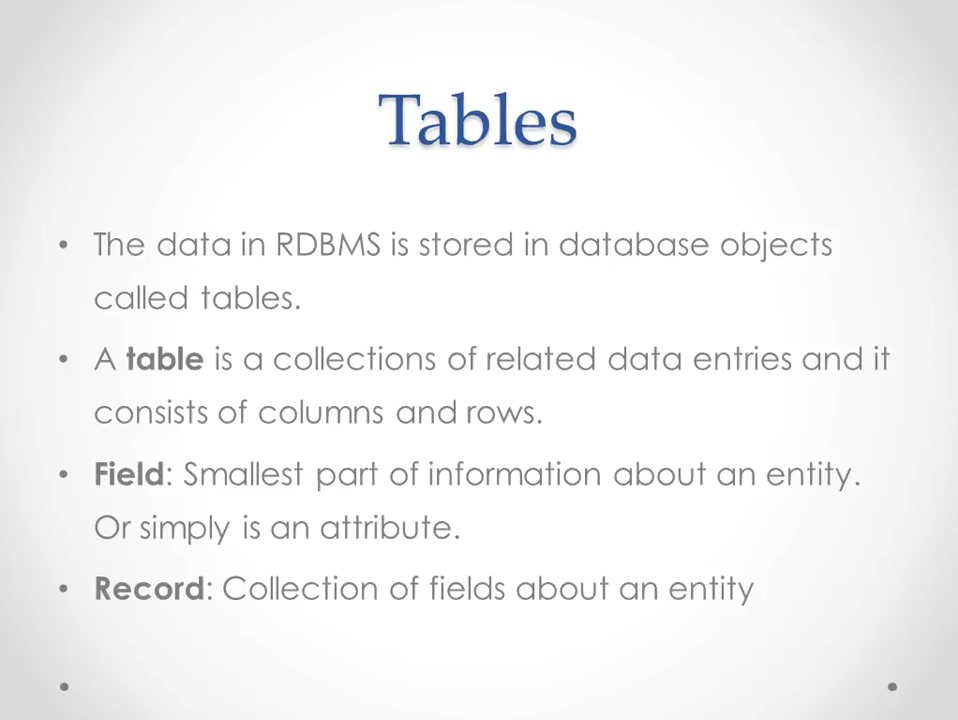 Tables
• The data in RDBMS is stored in database objects
called tables.
• A table is a collections of related data entries and it
consists of columns and rows.
• Field: Smallest part of information about an entity.
Or simply is an attribute.
• Record: Collection of fields about an entity